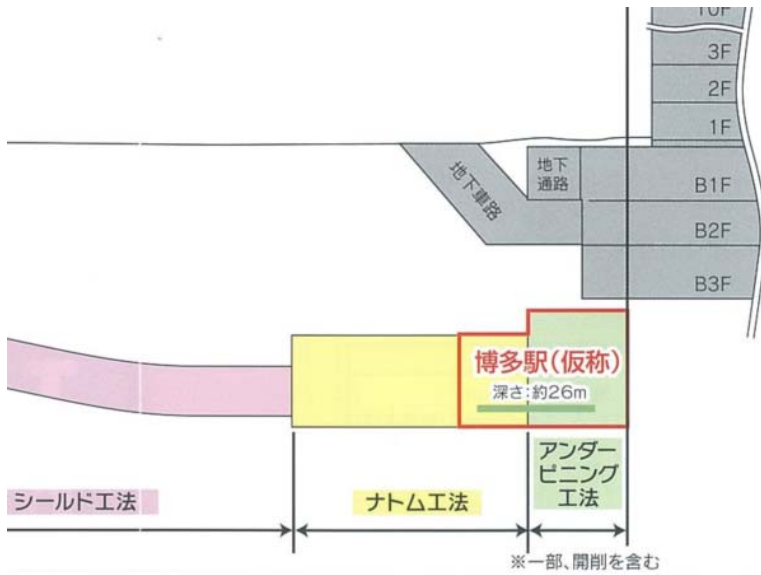 10F
3F
2F
1F
地下
通路
B1F
地下車路
B2F
B3F
博多駅(仮称)
深さ:約26m
アンダー
ピニング
工法
シールド工法
ナトム工法
※一部、開削を含む